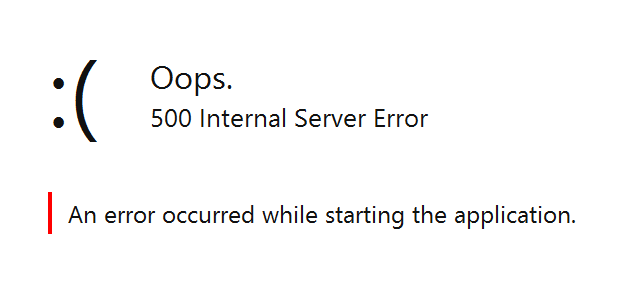 :(
Oops.
500 Internal Server Error
An error occurred while starting the application.